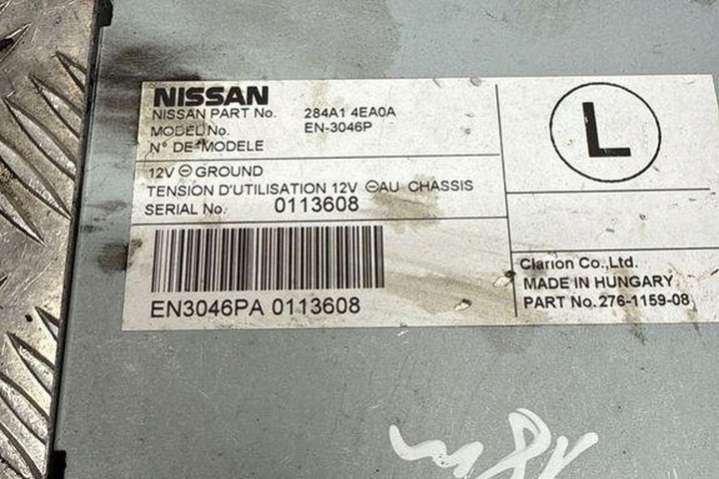 NISSAN
NISSAN PART No. 284A1 4EA0A
MODEL No. EN-3046P
N° DE MODELE
12V ⊖ GROUND
TENSION D'UTILISATION 12V ⊖AU CHASSIS
SERIAL No. 0113608
EN3046PA 0113608
L
Clarion Co.,Ltd.
MADE IN HUNGARY
PART No.276-1159-08